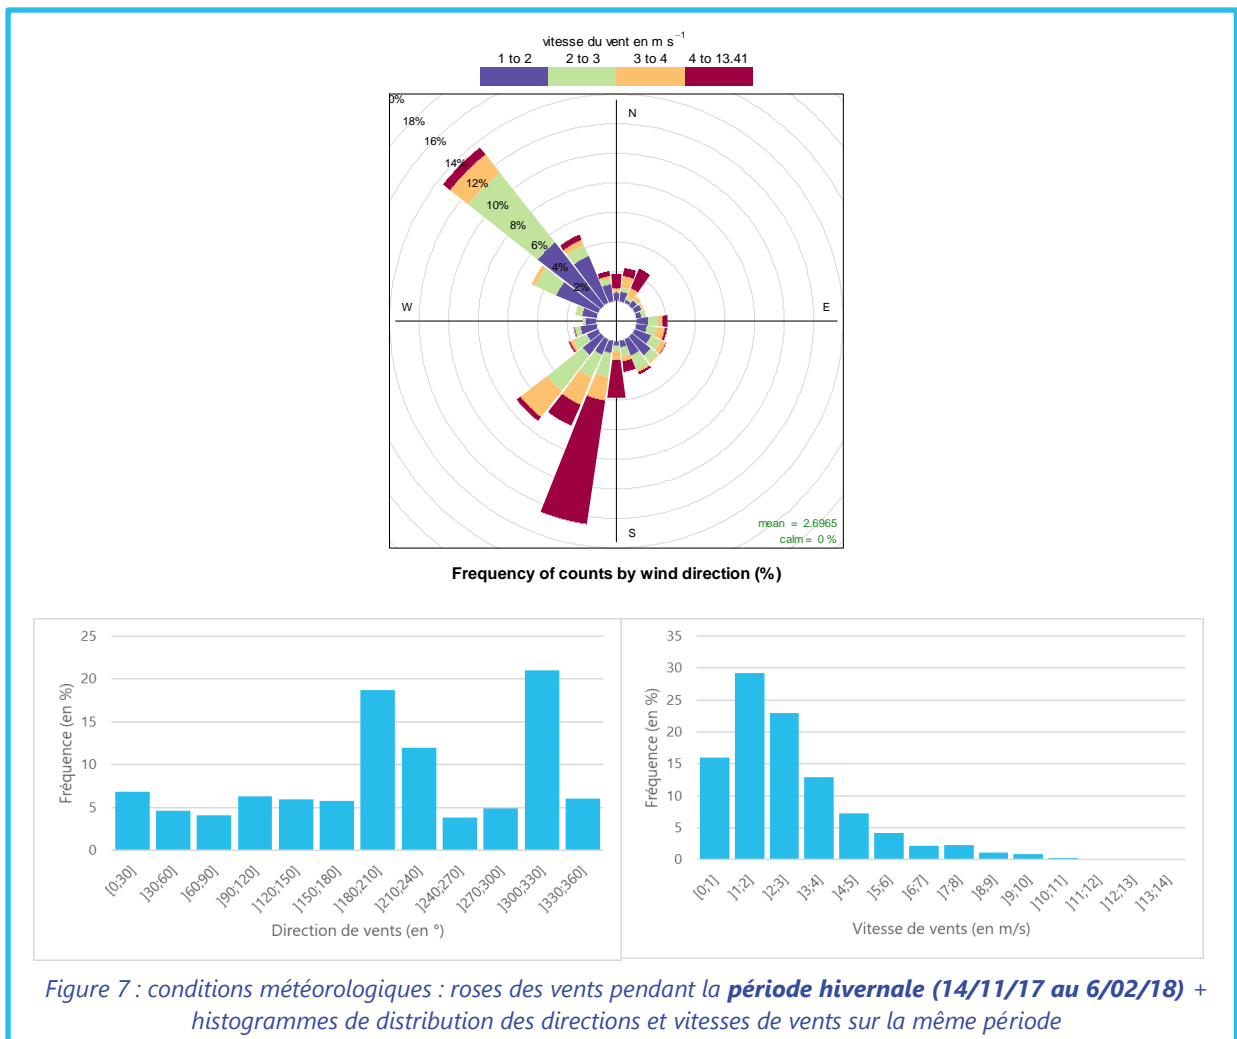 vitesse du vent en m s⁻¹
1 to 2 2 to 3 3 to 4 4 to 13.41
0%
18%
16%
14%
12%
10%
8%
6%
4%
2%
N
W
E
S
mean = 2.6965
calm = 0 %
Frequency of counts by wind direction (%)
25
20
15
10
5
0
Fréquence (en %)
[0;30] ]30;60] ]60;90] ]90;120] ]120;150] ]150;180] ]180;210] ]210;240] ]240;270] ]270;300] ]300;330] ]330;360]
Direction de vents (en °)
35
30
25
20
15
10
5
0
Fréquence (en %)
[0;1] ]1;2] ]2;3] ]3;4] ]4;5] ]5;6] ]6;7] ]7;8] ]8;9] ]9;10] ]10;11] ]11;12] ]12;13] ]13;14]
Vitesse de vents (en m/s)
Figure 7 : conditions météorologiques : roses des vents pendant la période hivernale (14/11/17 au 6/02/18) +
histogrammes de distribution des directions et vitesses de vents sur la même période